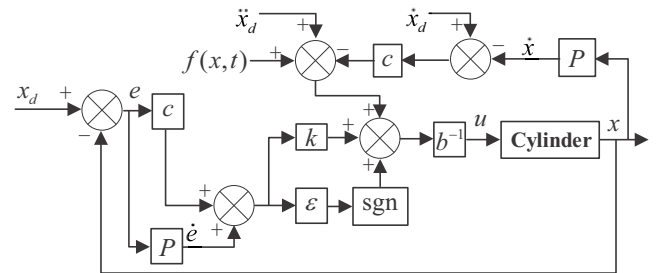 ẍ_d + ẋ_d +
f(x,t) + − c − ẋ P
x_d + e c + u x
− k + + b⁻¹ Cylinder
+ ε sgn +
P ė +